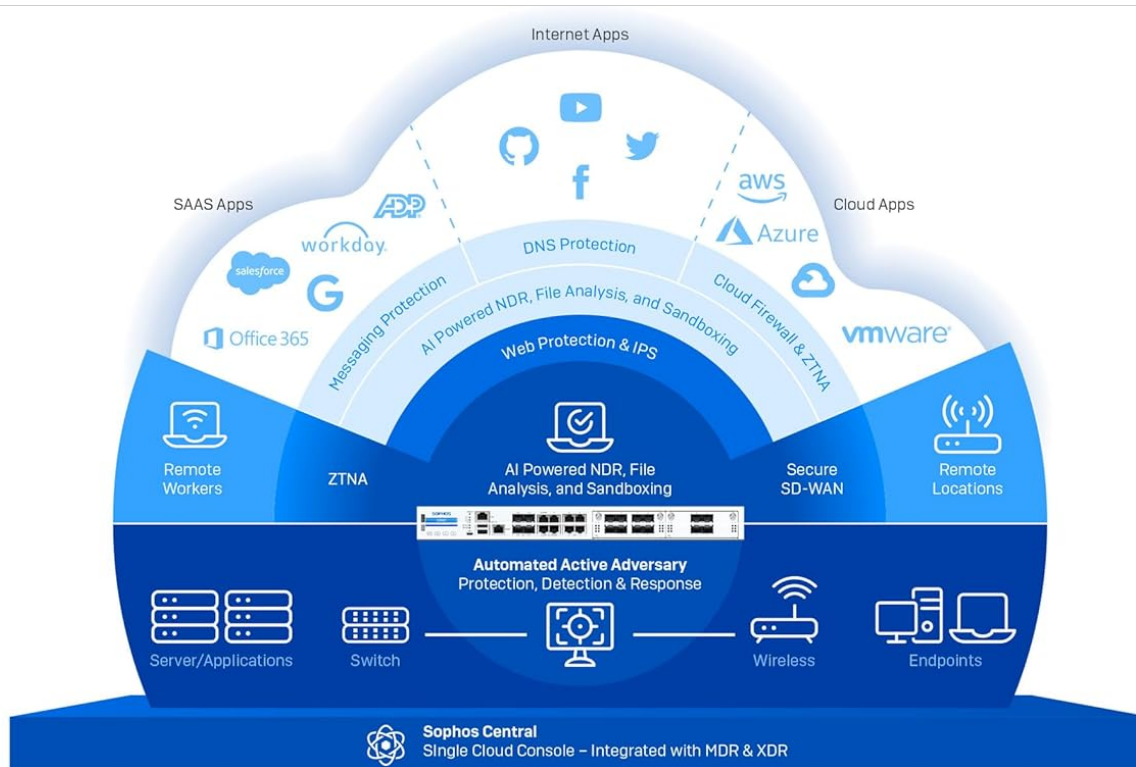 Internet Apps
SAAS Apps
Cloud Apps
ADP
workday.
salesforce
G
Office 365
f
aws
Azure
vmware®
DNS Protection
Messaging Protection
Cloud Firewall & ZTNA
AI Powered NDR, File Analysis, and Sandboxing
Web Protection & IPS
Remote
Workers
ZTNA
AI Powered NDR, File
Analysis, and Sandboxing
Secure
SD-WAN
Remote
Locations
SOPHOS
Automated Active Adversary
Protection, Detection & Response
Server/Applications
Switch
Wireless
Endpoints
Sophos Central
SIngle Cloud Console – Integrated with MDR & XDR